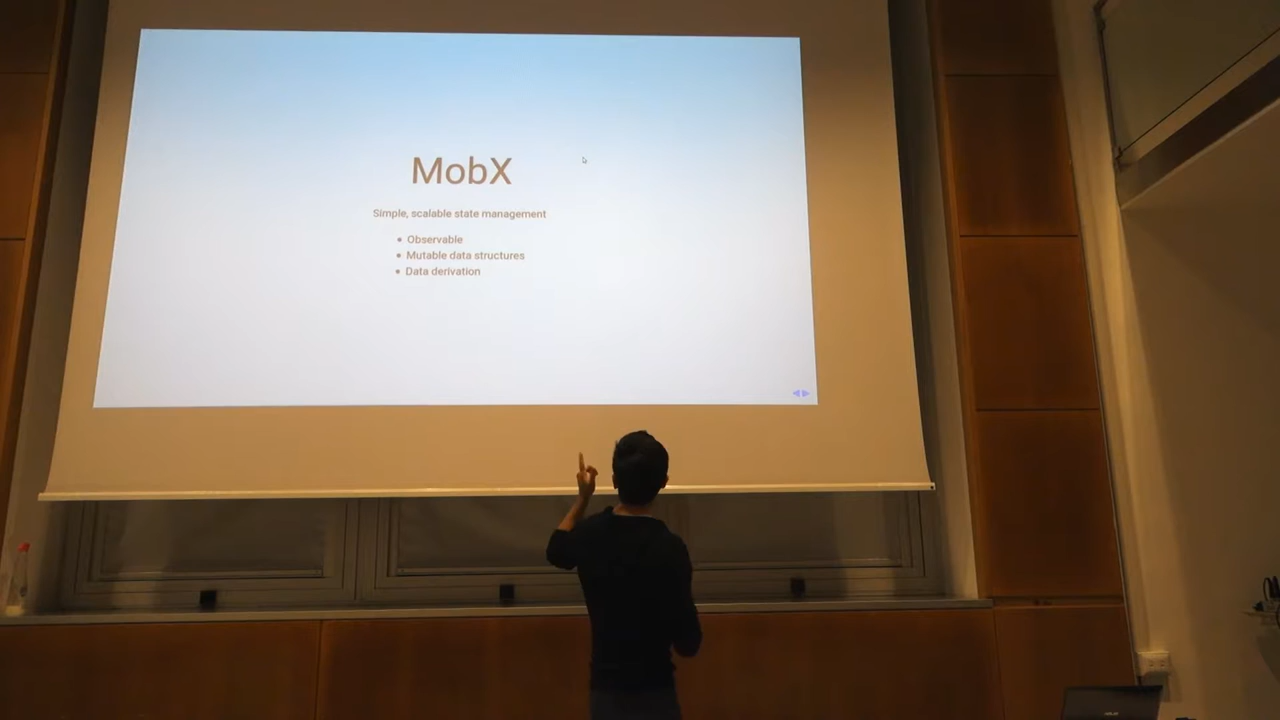 MobX
Simple, scalable state management
Observable
Mutable data structures
Data derivation